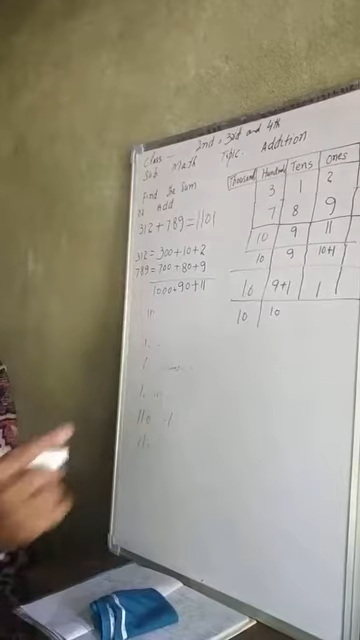 Class - 2nd, 3rd and 4th
Sub Math Topic. Addition
Find the Sum
or Add
312 + 789 = 1101
312 = 300+10+2
789 = 700+80+9
1000+90+11
Thousand Hundred Tens Ones
3 1 2
7 8 9
10 9 11
10 9 10+1
10 9+1 1
10 10